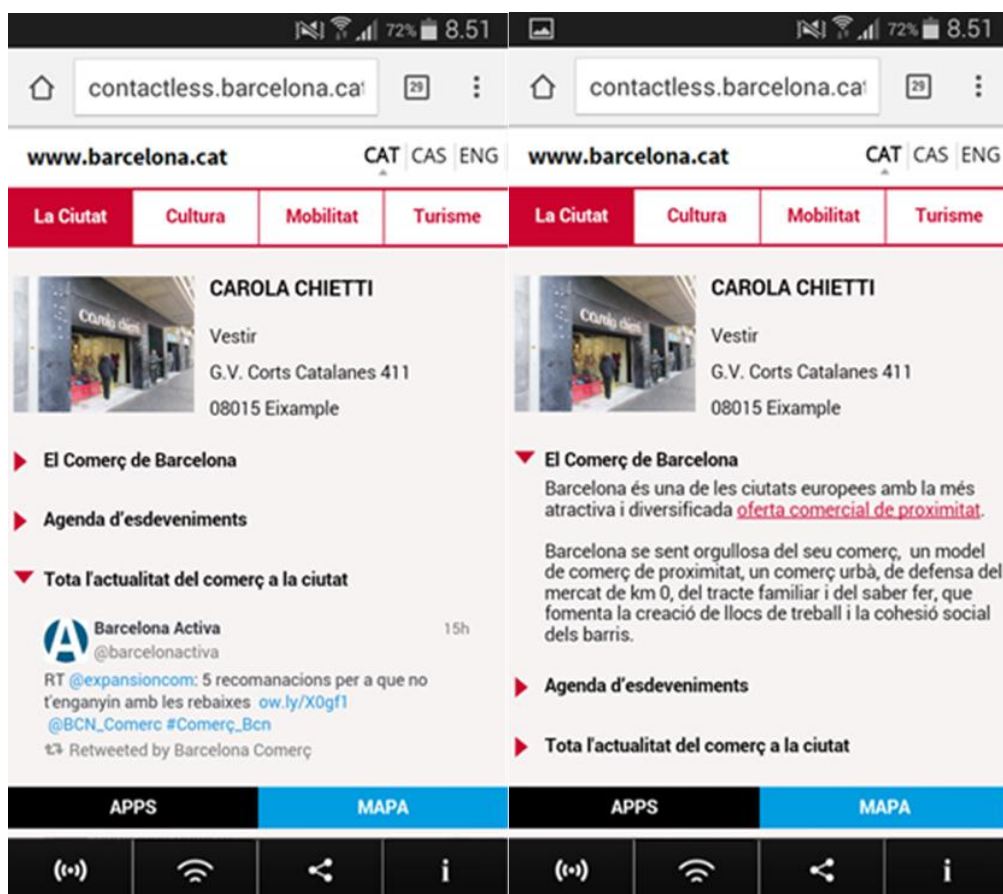 72% 8.51
contactless.barcelona.cat 29
www.barcelona.cat CAT CAS ENG
La Ciutat Cultura Mobilitat Turisme
carola chietti
CAROLA CHIETTI
Vestir
G.V. Corts Catalanes 411
08015 Eixample
El Comerç de Barcelona
Agenda d'esdeveniments
Tota l'actualitat del comerç a la ciutat
Barcelona Activa 15h
@barcelonactiva
RT @expansioncom: 5 recomanacions per a que no
t'enganyin amb les rebaixes ow.ly/X0gf1
@BCN_Comerc #Comerç_Bcn
Retweeted by Barcelona Comerç
APPS MAPA
i
72% 8.51
contactless.barcelona.cat 29
www.barcelona.cat CAT CAS ENG
La Ciutat Cultura Mobilitat Turisme
carola chietti
CAROLA CHIETTI
Vestir
G.V. Corts Catalanes 411
08015 Eixample
El Comerç de Barcelona
Barcelona és una de les ciutats europees amb la més
atractiva i diversificada oferta comercial de proximitat.
Barcelona se sent orgullosa del seu comerç, un model
de comerç de proximitat, un comerç urbà, de defensa del
mercat de km 0, del tracte familiar i del saber fer, que
fomenta la creació de llocs de treball i la cohesió social
dels barris.
Agenda d'esdeveniments
Tota l'actualitat del comerç a la ciutat
APPS MAPA
i